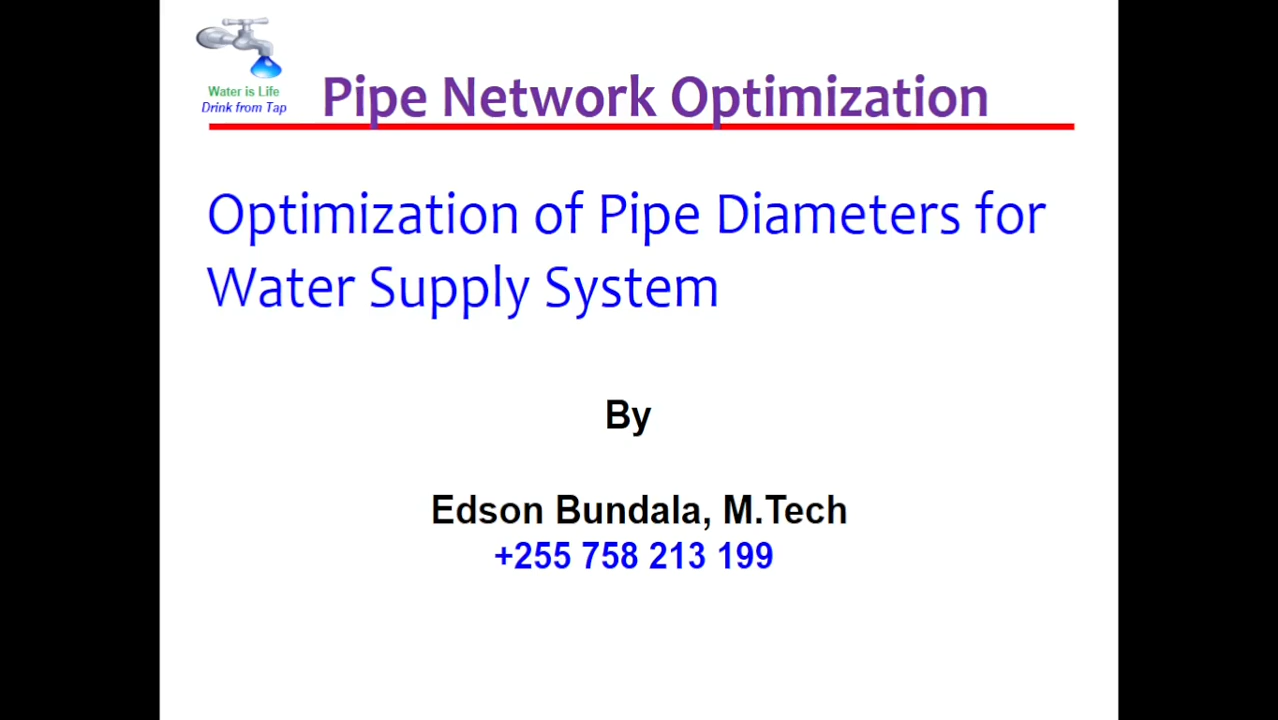 Water is Life
Drink from Tap
Pipe Network Optimization
Optimization of Pipe Diameters for
Water Supply System
By
Edson Bundala, M.Tech
+255 758 213 199